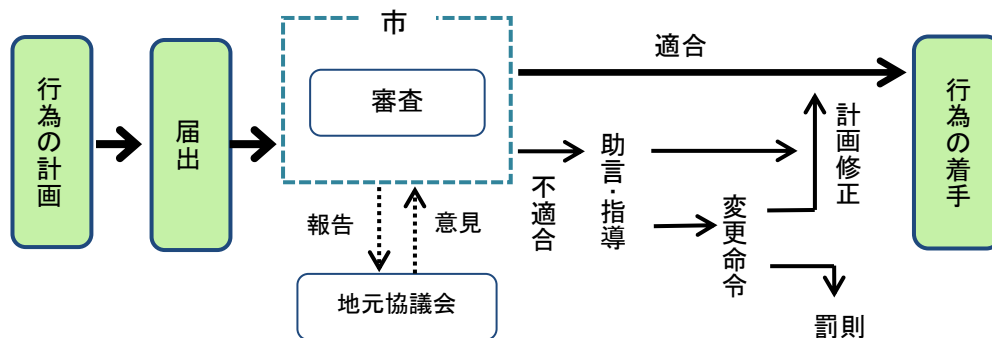 市
行為の計画
届出
審査
適合
行為の着手
不適合
助言・指導
計画修正
変更命令
報告
意見
地元協議会
罰則